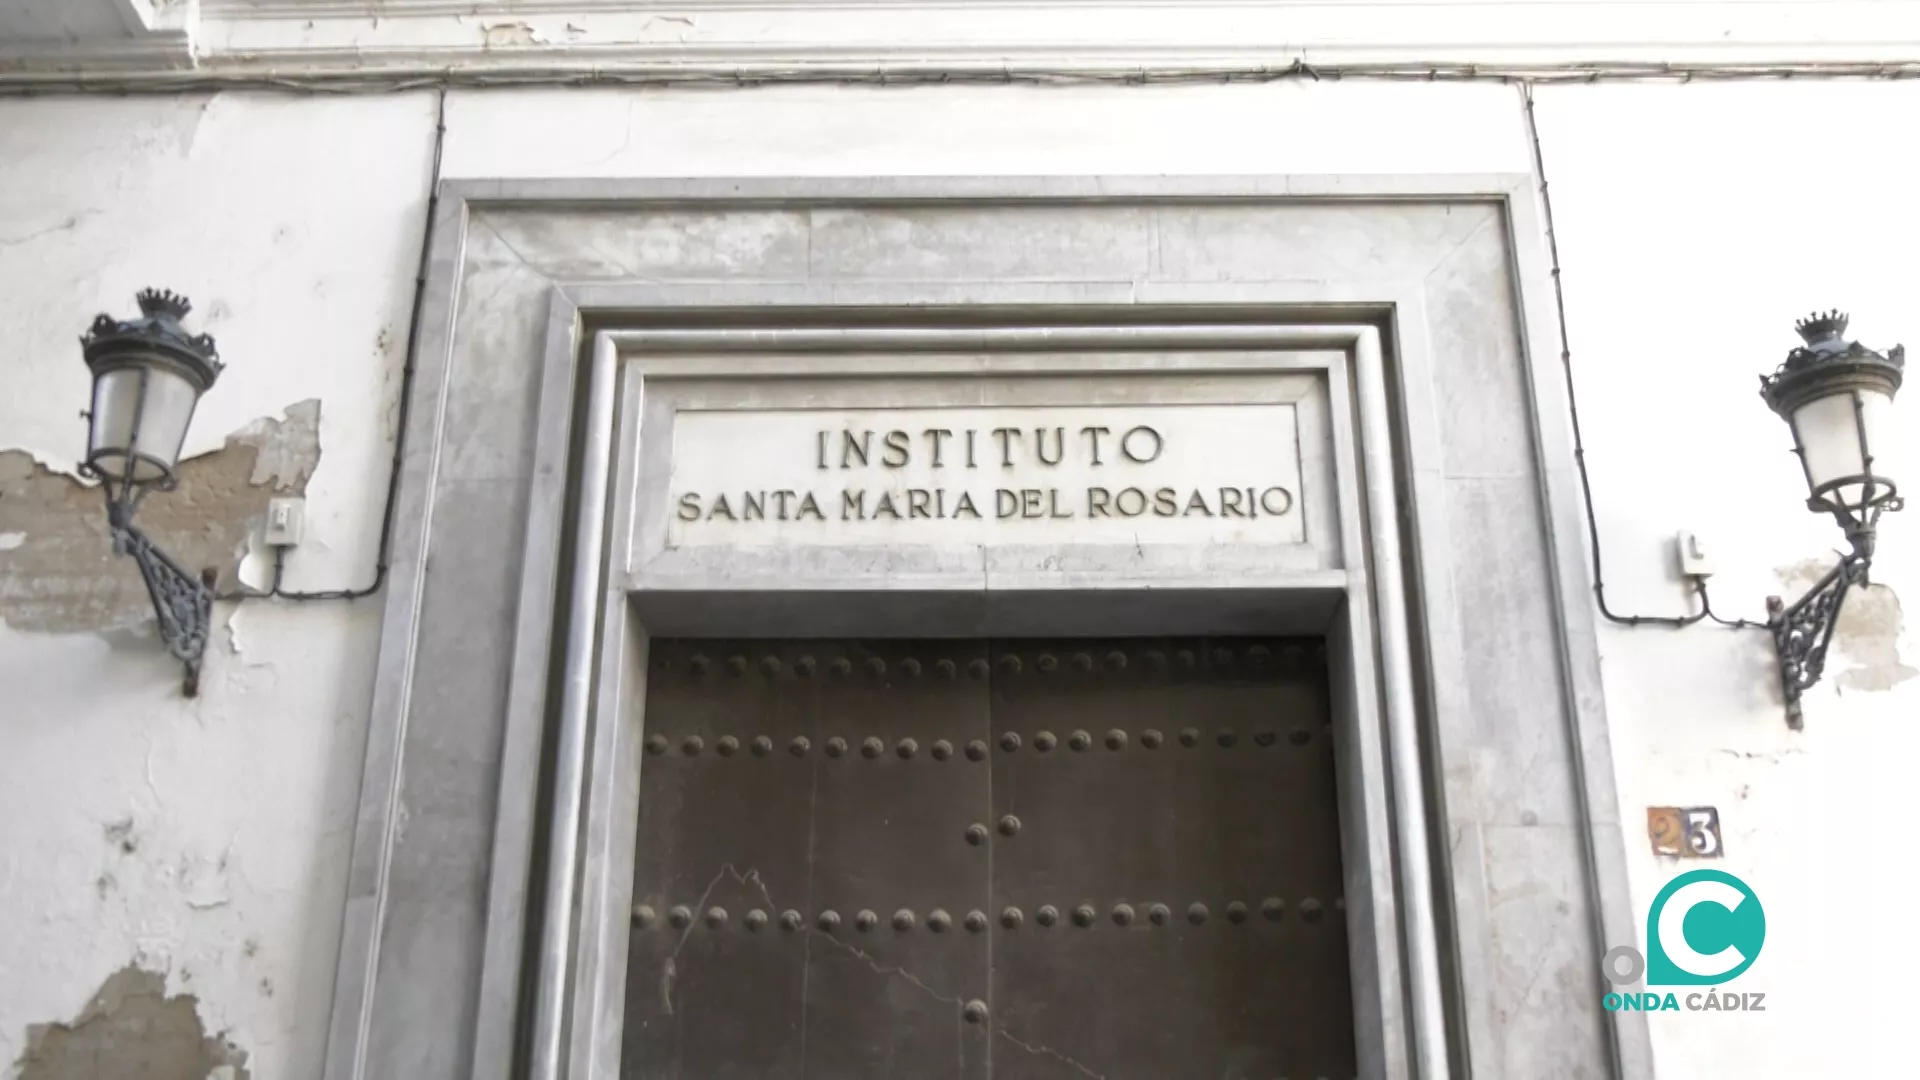 INSTITUTO
SANTA MARIA DEL ROSARIO
23
ONDA CÁDIZ